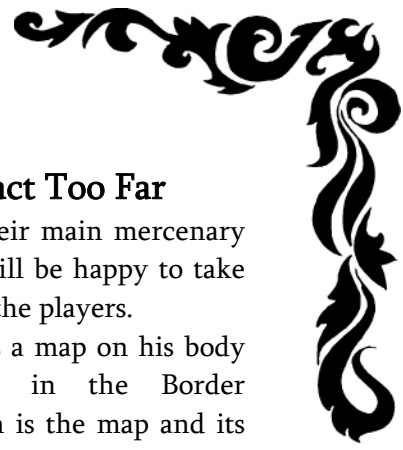 act Too Far
eir main mercenary
ill be happy to take
the players.
s a map on his body
in the Border
n is the map and its